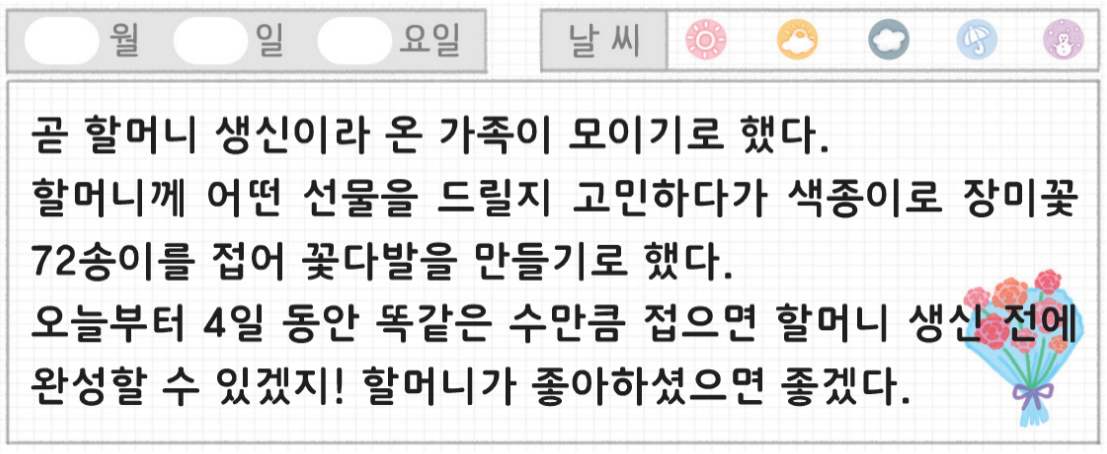 월 일 요일 날씨
곧 할머니 생신이라 온 가족이 모이기로 했다.
할머니께 어떤 선물을 드릴지 고민하다가 색종이로 장미꽃
72송이를 접어 꽃다발을 만들기로 했다.
오늘부터 4일 동안 똑같은 수만큼 접으면 할머니 생신 전에
완성할 수 있겠지! 할머니가 좋아하셨으면 좋겠다.